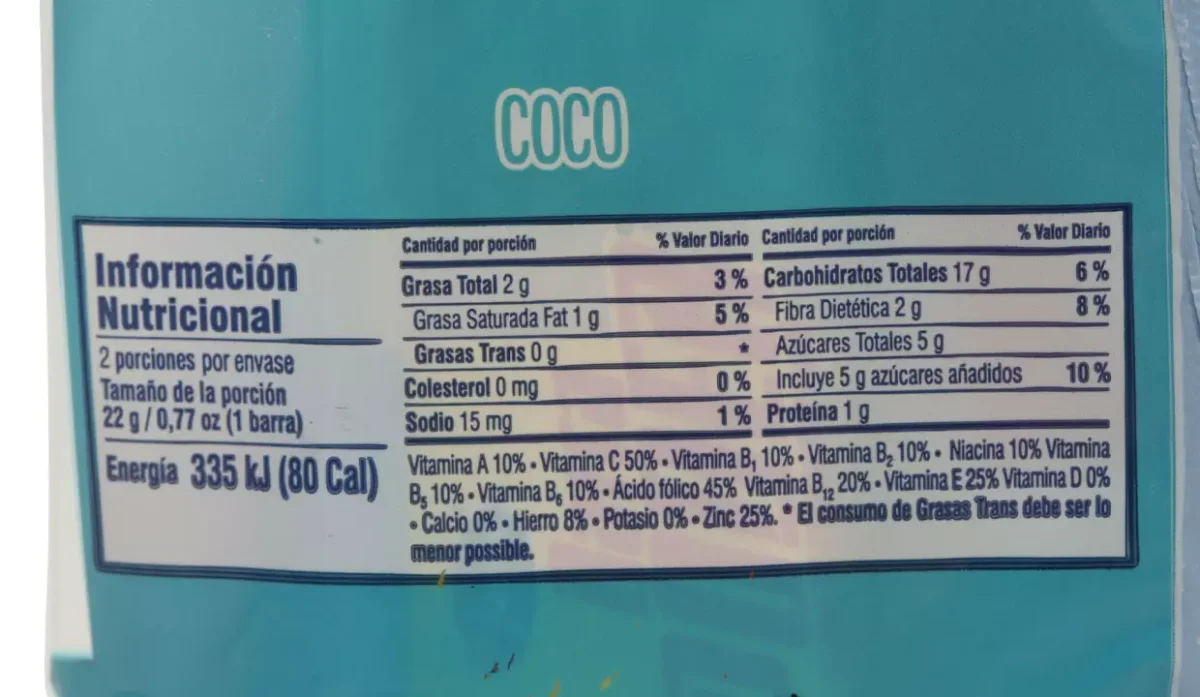 COCO
Información
Nutricional
2 porciones por envase
Tamaño de la porción
22 g / 0,77 oz (1 barra)
Energía 335 kJ (80 Cal)
Cantidad por porción % Valor Diario
Grasa Total 2 g 3 %
Grasa Saturada Fat 1 g 5 %
Grasas Trans 0 g *
Colesterol 0 mg 0 %
Sodio 15 mg 1 %
Cantidad por porción % Valor Diario
Carbohidratos Totales 17 g 6 %
Fibra Dietética 2 g 8 %
Azúcares Totales 5 g
Incluye 5 g azúcares añadidos 10 %
Proteína 1 g
Vitamina A 10% • Vitamina C 50% • Vitamina B₁ 10% • Vitamina B₂ 10% • Niacina 10% Vitamina
B₅ 10% • Vitamina B₆ 10% • Ácido fólico 45% Vitamina B₁₂ 20% • Vitamina E 25% Vitamina D 0%
• Calcio 0% • Hierro 8% • Potasio 0% • Zinc 25%. * El consumo de Grasas Trans debe ser lo
menor possible.